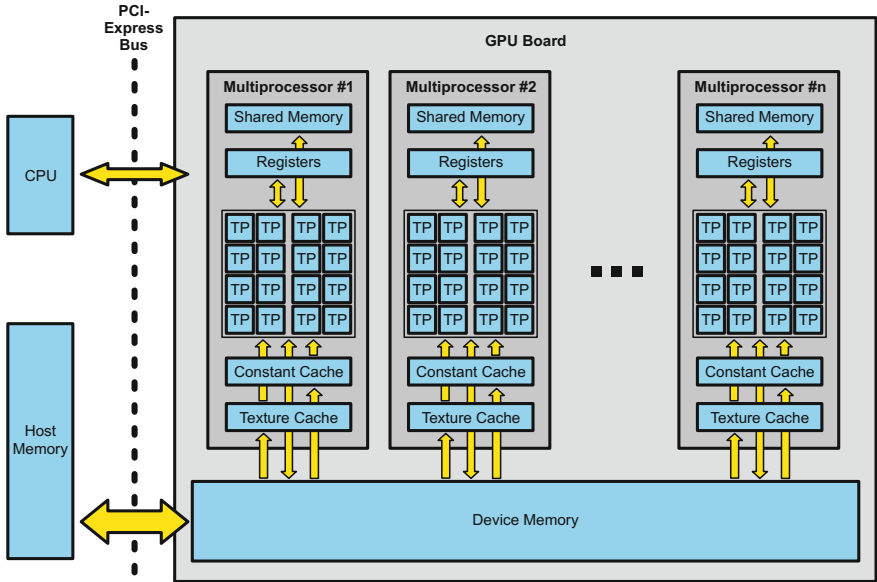 PCI-
Express
Bus
GPU Board
Multiprocessor #1
Multiprocessor #2
Multiprocessor #n
Shared Memory
Shared Memory
Shared Memory
CPU
Registers
Registers
Registers
TP TP TP TP
TP TP TP TP
TP TP TP TP
TP TP TP TP
TP TP TP TP
TP TP TP TP
TP TP TP TP
TP TP TP TP
TP TP TP TP
TP TP TP TP
TP TP TP TP
TP TP TP TP
Constant Cache
Constant Cache
Constant Cache
Texture Cache
Texture Cache
Texture Cache
Host
Memory
Device Memory